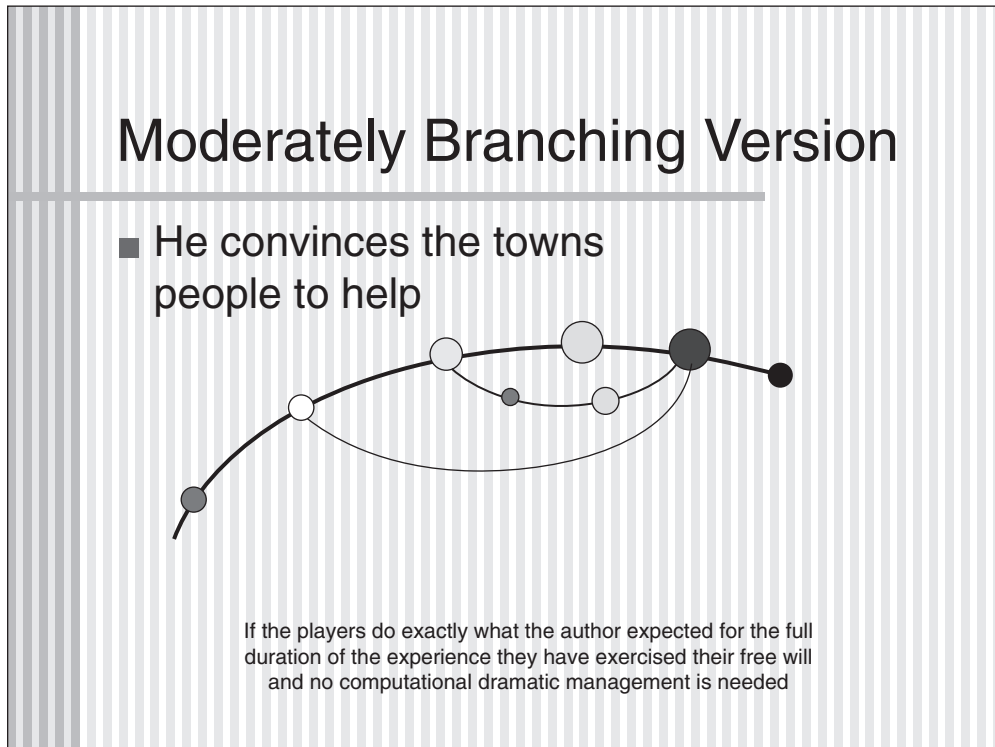 Moderately Branching Version
He convinces the towns
people to help
If the players do exactly what the author expected for the full
duration of the experience they have exercised their free will
and no computational dramatic management is needed